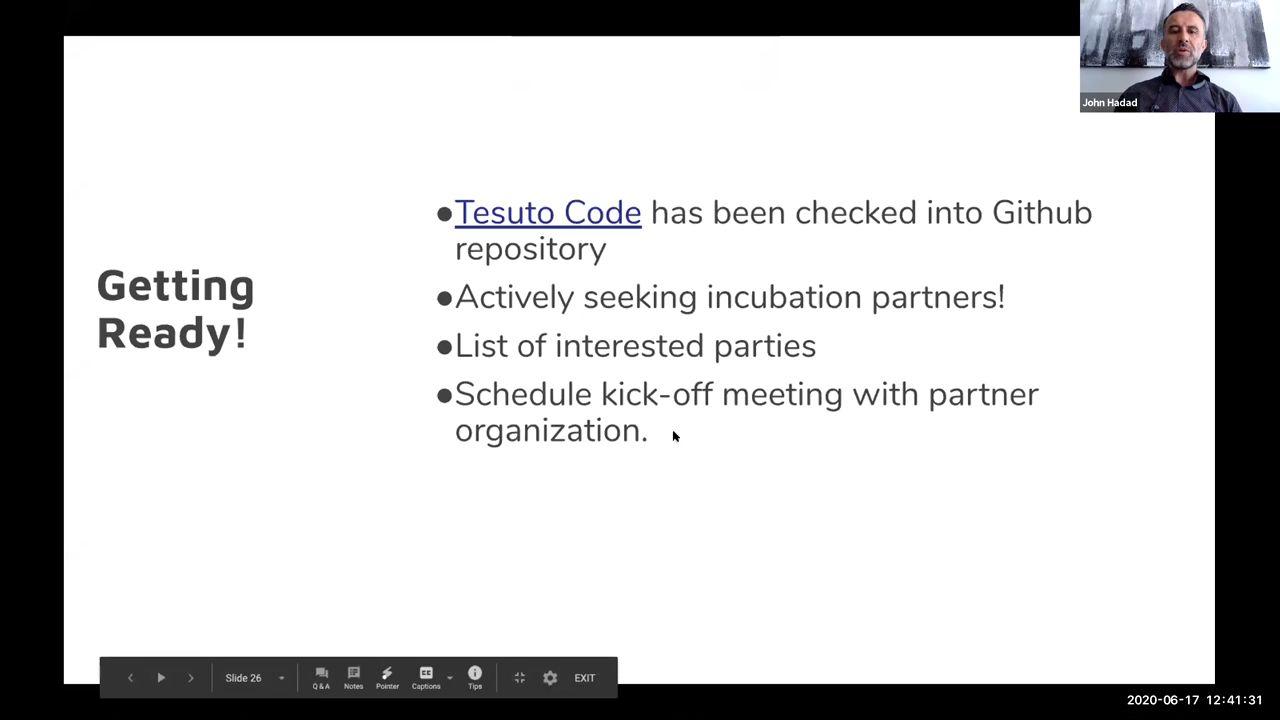 John Hadad
Getting
Ready!
●Tesuto Code has been checked into Github
repository
●Actively seeking incubation partners!
●List of interested parties
●Schedule kick-off meeting with partner
organization.
Slide 26
Q & A
Notes
Pointer
Captions
Tips
EXIT
2020-06-17 12:41:31